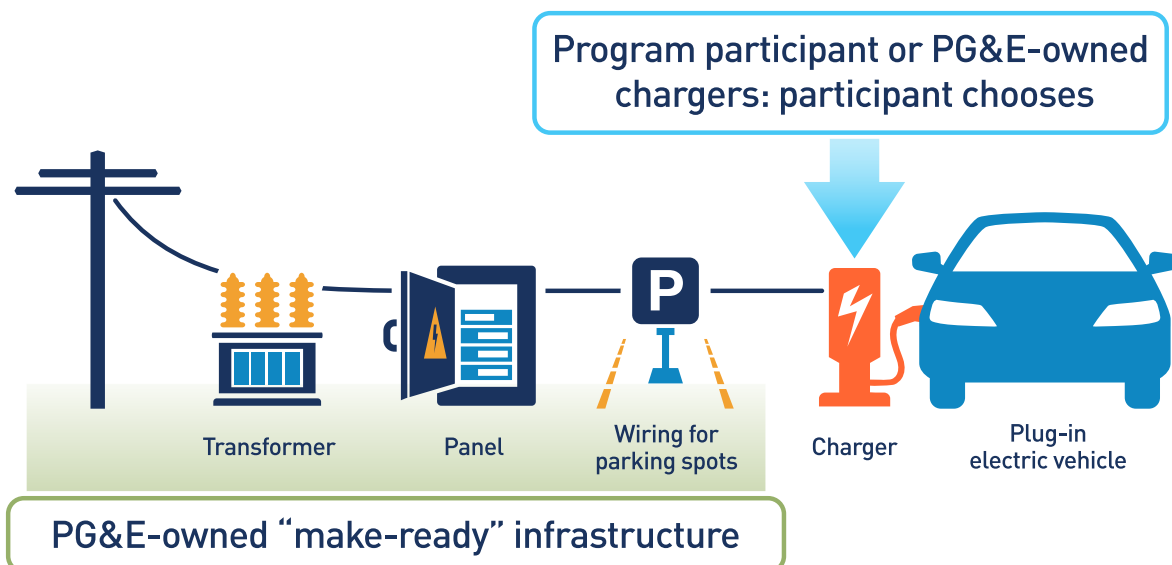 Program participant or PG&E-owned
chargers: participant chooses
P
Transformer
Panel
Wiring for
parking spots
Charger
Plug-in
electric vehicle
PG&E-owned “make-ready” infrastructure